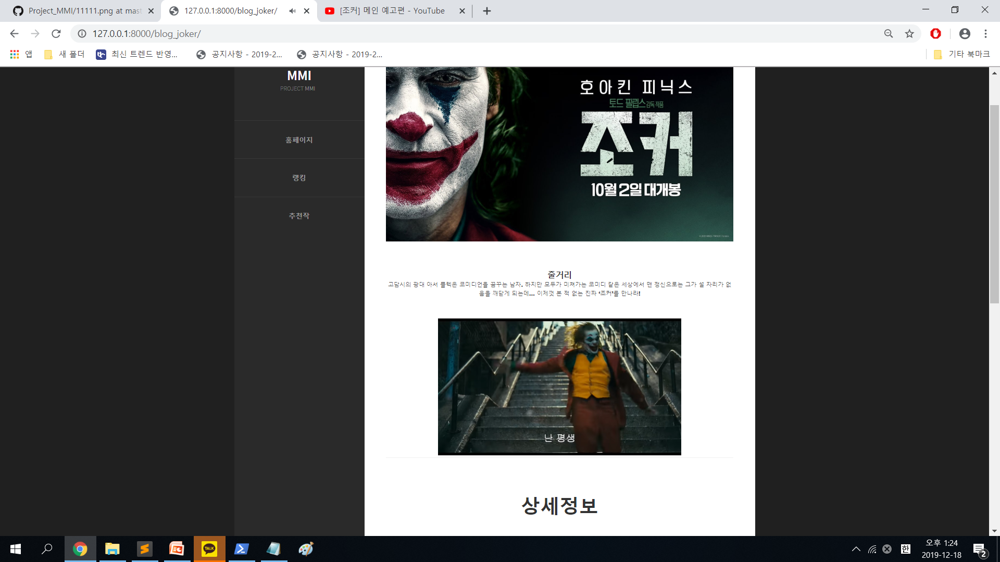 Project_MMI/11111.png at mast
127.0.0.1:8000/blog_joker/
[조커] 메인 예고편 - YouTube
127.0.0.1:8000/blog_joker/
앱
새 폴더
최신 트렌드 반영...
공지사항 - 2019-2...
공지사항 - 2019-2...
기타 북마크
MMI
PROJECT MMI
홈페이지
랭킹
추천작
호아킨 피닉스
토드 필립스 감독 작품
조커
10월 2일 대개봉
줄거리
고담시의 광대 아서 플렉은 코미디언을 꿈꾸는 남자. 하지만 모두가 미쳐가는 코미디 같은 세상에서 맨 정신으로는 그가 설 자리가 없
음을 깨닫게 되는데… 이제껏 본 적 없는 진짜 ‘조커’를 만나라!
난 평생
상세정보
TALK
한
오후 1:24
2019-12-18
2